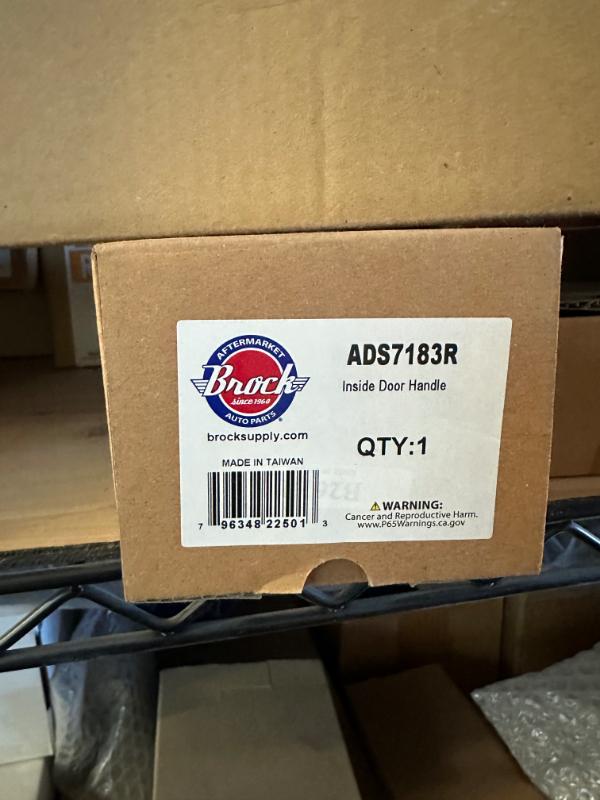 AFTERMARKET
Brock
since 1960
AUTO PARTS
®
brocksupply.com
MADE IN TAIWAN
7 96348 22501 3
ADS7183R
Inside Door Handle
QTY:1
WARNING:
Cancer and Reproductive Harm.
www.P65Warnings.ca.gov